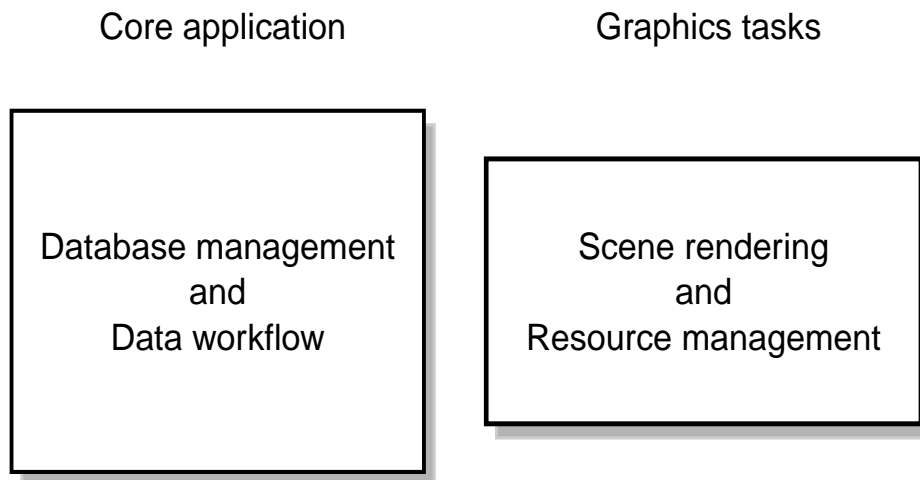 Core application
Graphics tasks
Database management
and
Data workflow
Scene rendering
and
Resource management